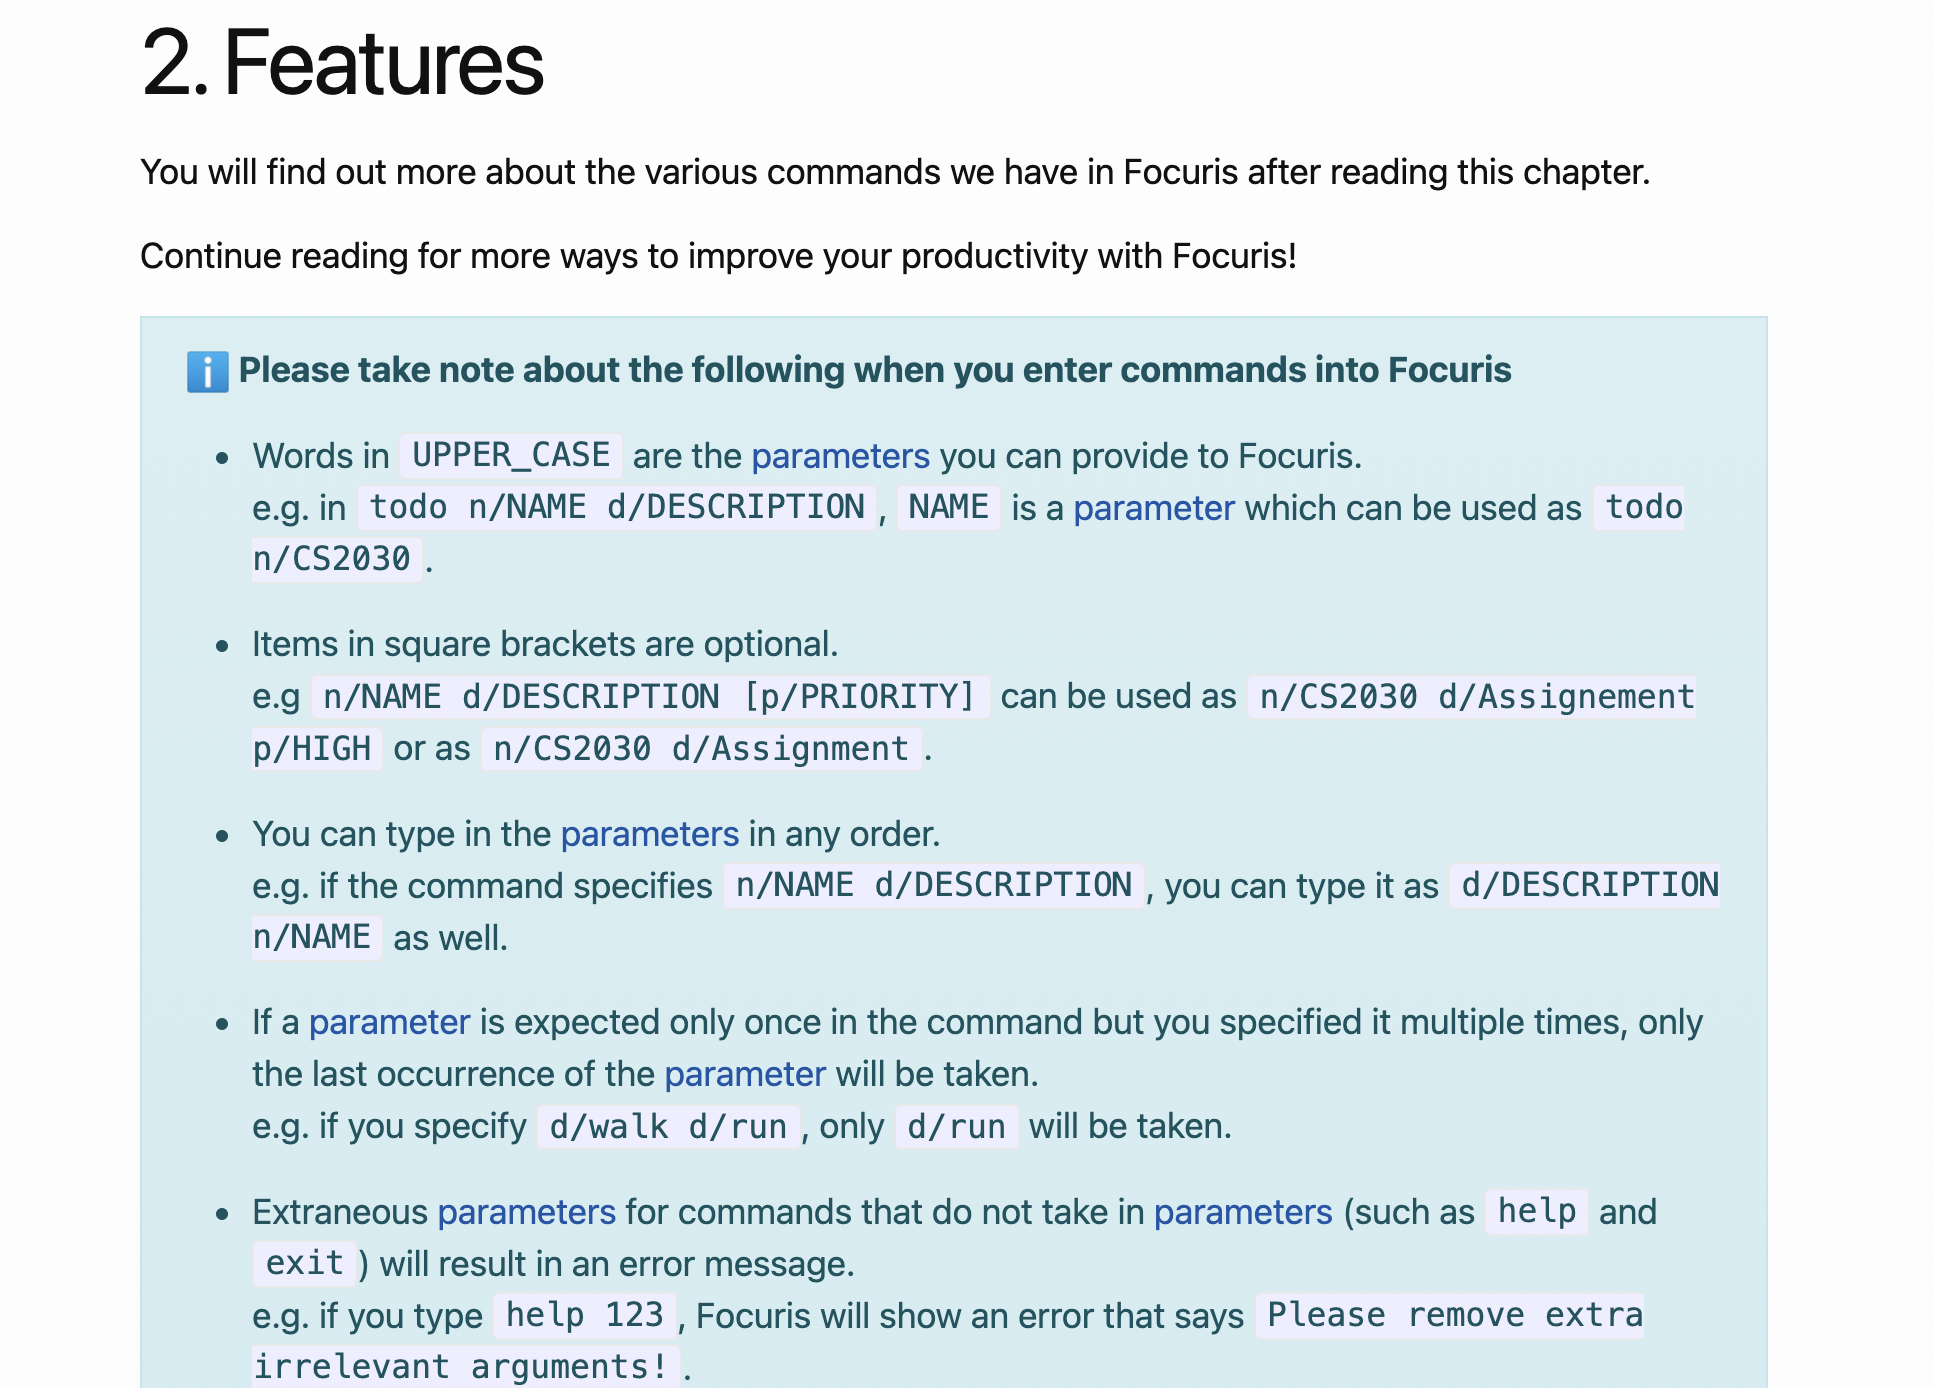 2. Features
You will find out more about the various commands we have in Focuris after reading this chapter.
Continue reading for more ways to improve your productivity with Focuris!
Please take note about the following when you enter commands into Focuris
• Words in UPPER_CASE are the parameters you can provide to Focuris.
e.g. in todo n/NAME d/DESCRIPTION, NAME is a parameter which can be used as todo
n/CS2030.
• Items in square brackets are optional.
e.g n/NAME d/DESCRIPTION [p/PRIORITY] can be used as n/CS2030 d/Assignement
p/HIGH or as n/CS2030 d/Assignment.
• You can type in the parameters in any order.
e.g. if the command specifies n/NAME d/DESCRIPTION, you can type it as d/DESCRIPTION
n/NAME as well.
• If a parameter is expected only once in the command but you specified it multiple times, only
the last occurrence of the parameter will be taken.
e.g. if you specify d/walk d/run, only d/run will be taken.
• Extraneous parameters for commands that do not take in parameters (such as help and
exit) will result in an error message.
e.g. if you type help 123, Focuris will show an error that says Please remove extra
irrelevant arguments!.